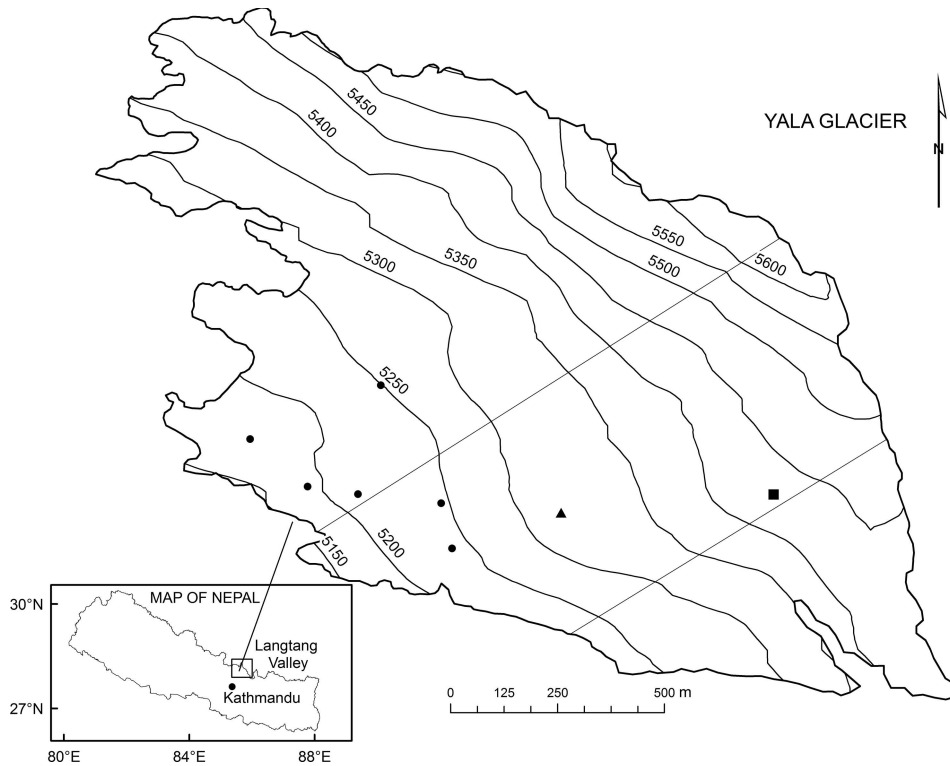 YALA GLACIER
N
5450
5400
5550
5600
5500
5350
5300
5250
5200
5150
MAP OF NEPAL
30°N
Langtang
Valley
Kathmandu
27°N
80°E
84°E
88°E
0 125 250 500 m